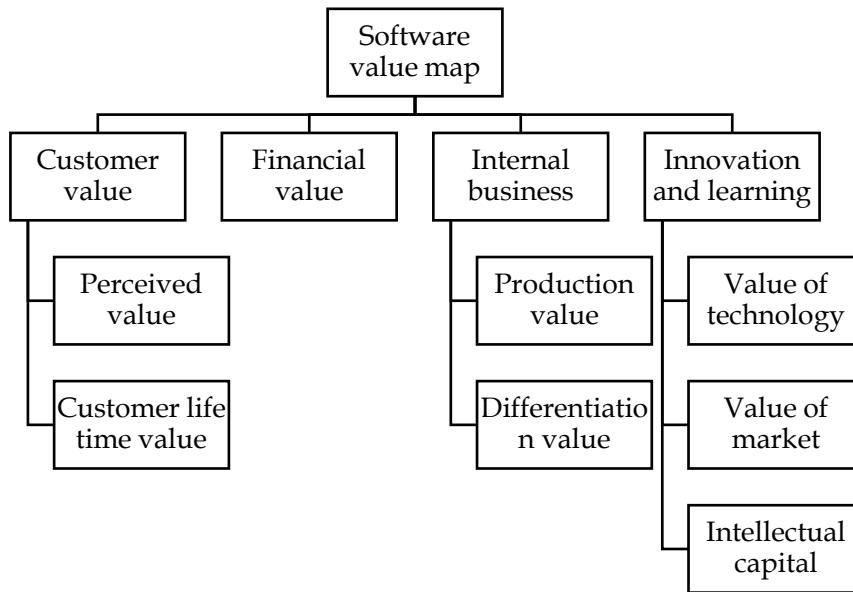 Software
value map
Customer
value
Financial
value
Internal
business
Innovation
and learning
Perceived
value
Production
value
Value of
technology
Customer life
time value
Differentiatio
n value
Value of
market
Intellectual
capital